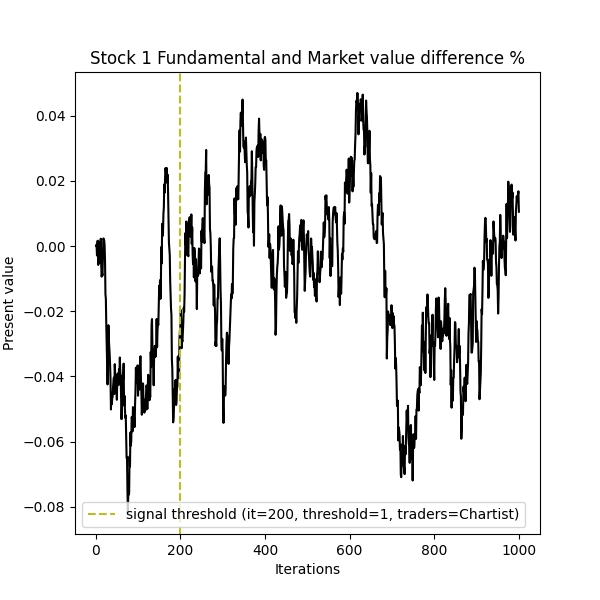 Stock 1 Fundamental and Market value difference %
Present value
0.04
0.02
0.00
−0.02
−0.04
−0.06
−0.08
signal threshold (it=200, threshold=1, traders=Chartist)
0 200 400 600 800 1000
Iterations